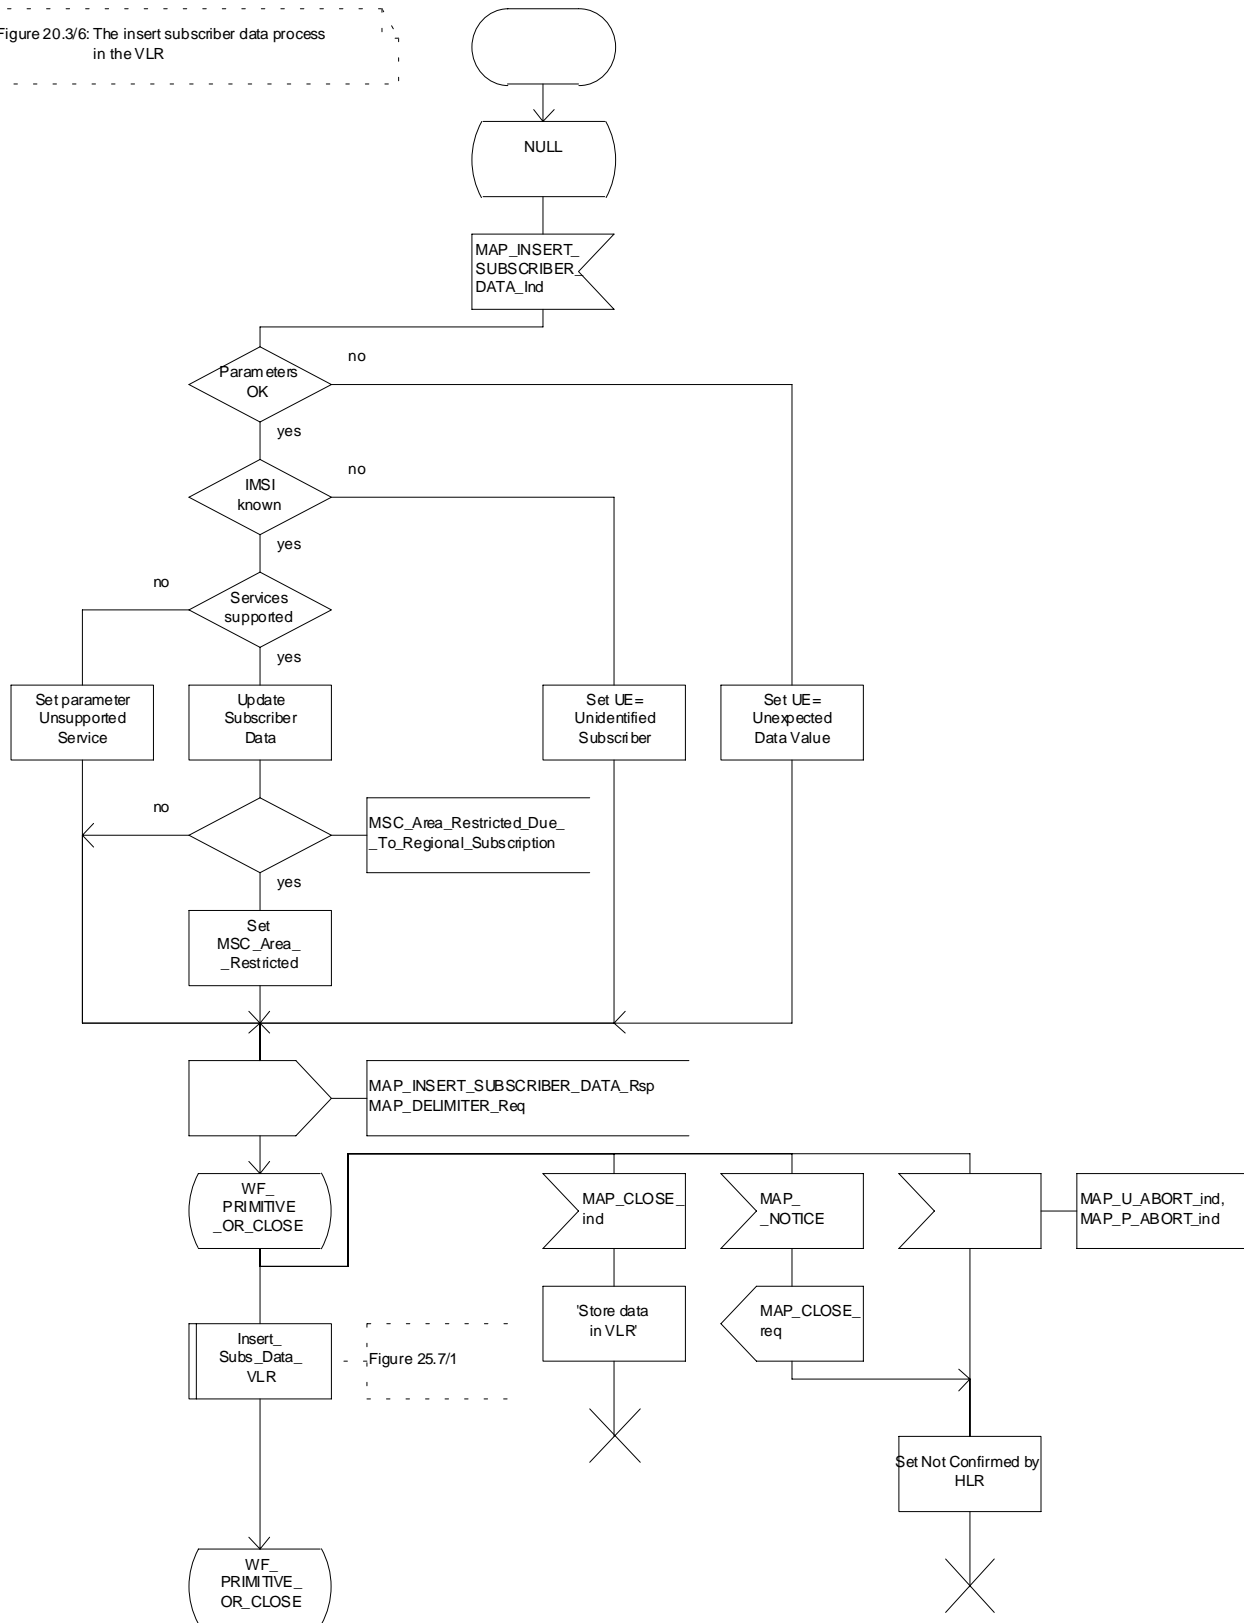 Figure 20.3/6: The insert subscriber data process
in the VLR
NULL
MAP_INSERT_
SUBSCRIBER_
DATA_Ind
Parameters
OK
no
yes
IMSI
known
no
yes
Services
supported
no
yes
Set parameter
Unsupported
Service
Update
Subscriber
Data
Set UE=
Unidentified
Subscriber
Set UE=
Unexpected
Data Value
no
MSC_Area_Restricted_Due_
_To_Regional_Subscription
yes
Set
MSC_Area_
_Restricted
MAP_INSERT_SUBSCRIBER_DATA_Rsp
MAP_DELIMITER_Req
WF_
PRIMITIVE
_OR_CLOSE
MAP_CLOSE_
ind
MAP_
_NOTICE
MAP_U_ABORT_ind,
MAP_P_ABORT_ind
'Store data
in VLR'
MAP_CLOSE_
req
Insert_
Subs_Data_
VLR
Figure 25.7/1
Set Not Confirmed by
HLR
WF_
PRIMITIVE_
OR_CLOSE